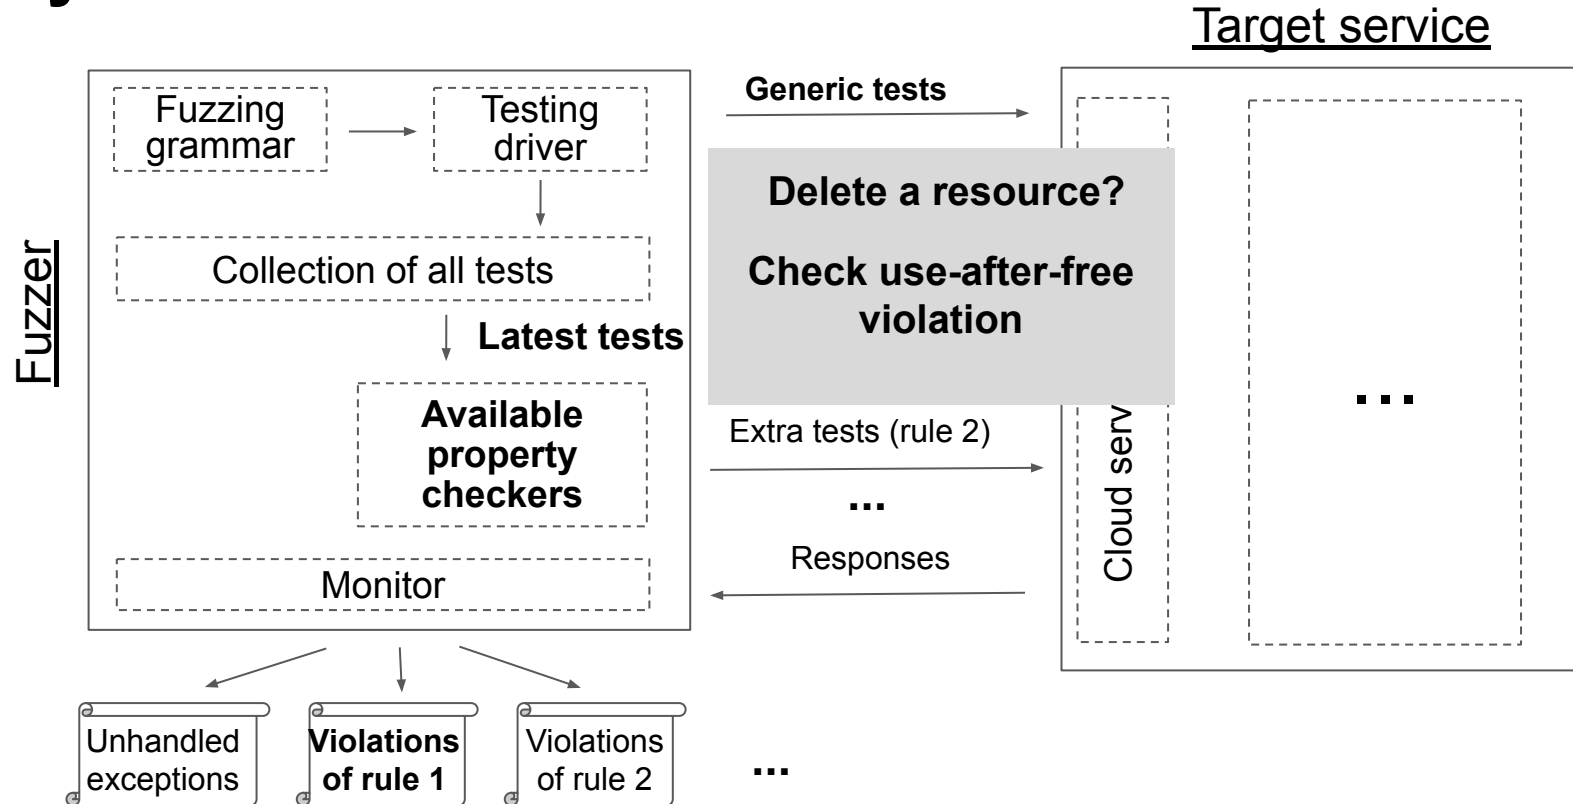 Target service
Fuzzer
Fuzzing
grammar
Testing
driver
Collection of all tests
Latest tests
Available
property
checkers
Monitor
Generic tests
Delete a resource?
Check use-after-free
violation
Extra tests (rule 2)
...
Responses
Cloud serv
...
Unhandled
exceptions
Violations
of rule 1
Violations
of rule 2
...